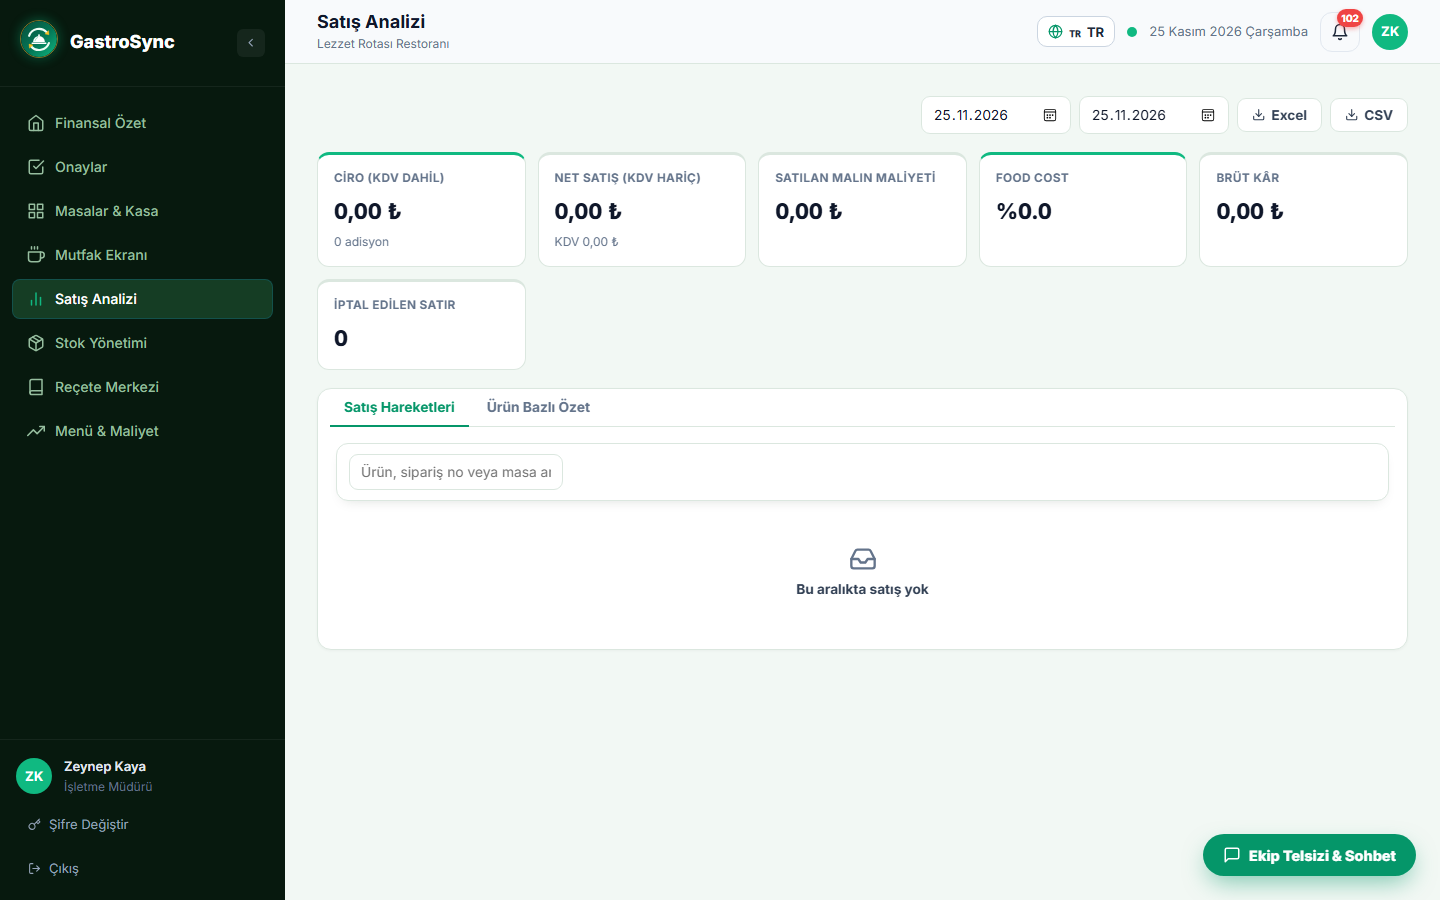 GastroSync
Finansal Özet
Onaylar
Masalar & Kasa
Mutfak Ekranı
Satış Analizi
Stok Yönetimi
Reçete Merkezi
Menü & Maliyet
ZK
Zeynep Kaya
İşletme Müdürü
Şifre Değiştir
Çıkış
Satış Analizi
Lezzet Rotası Restoranı
TR TR
25 Kasım 2026 Çarşamba
102
ZK
25.11.2026
25.11.2026
Excel
CSV
CİRO (KDV DAHİL)
0,00 ₺
0 adisyon
NET SATIŞ (KDV HARİÇ)
0,00 ₺
KDV 0,00 ₺
SATILAN MALIN MALİYETİ
0,00 ₺
FOOD COST
%0.0
BRÜT KÂR
0,00 ₺
İPTAL EDİLEN SATIR
0
Satış Hareketleri
Ürün Bazlı Özet
Ürün, sipariş no veya masa
Bu aralıkta satış yok
Ekip Telsizi & Sohbet